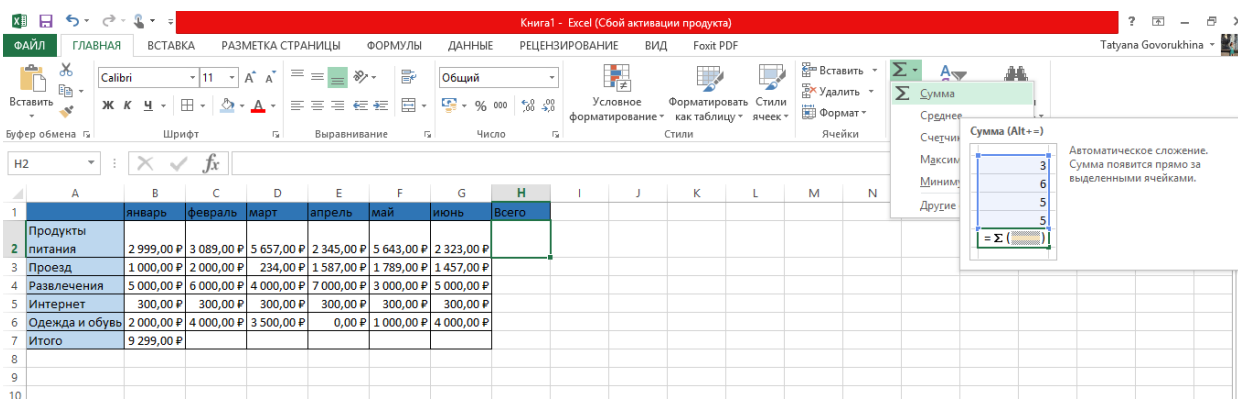 Книга1 - Excel (Сбой активации продукта)
ФАЙЛ ГЛАВНАЯ ВСТАВКА РАЗМЕТКА СТРАНИЦЫ ФОРМУЛЫ ДАННЫЕ РЕЦЕНЗИРОВАНИЕ ВИД Foxit PDF Tatyana Govorukhina
Вставить
Calibri 11
Ж К Ч
Общий
% 000
Условное форматирование
Форматировать как таблицу
Стили ячеек
Вставить
Удалить
Формат
Буфер обмена Шрифт Выравнивание Число Стили Ячейки
Σ Сумма
Среднее
Сумма (Alt+=)
Автоматическое сложение.
Сумма появится прямо за
выделенными ячейками.
3
6
5
5
= Σ ( )
Другие
H2 fx
A B C D E F G H I J K L M N
1 январь февраль март апрель май июнь Всего
2 Продукты питания 2 999,00 ₽ 3 089,00 ₽ 5 657,00 ₽ 2 345,00 ₽ 5 643,00 ₽ 2 323,00 ₽
3 Проезд 1 000,00 ₽ 2 000,00 ₽ 234,00 ₽ 1 587,00 ₽ 1 789,00 ₽ 1 457,00 ₽
4 Развлечения 5 000,00 ₽ 6 000,00 ₽ 4 000,00 ₽ 7 000,00 ₽ 3 000,00 ₽ 5 000,00 ₽
5 Интернет 300,00 ₽ 300,00 ₽ 300,00 ₽ 300,00 ₽ 300,00 ₽ 300,00 ₽
6 Одежда и обувь 2 000,00 ₽ 4 000,00 ₽ 3 500,00 ₽ 0,00 ₽ 1 000,00 ₽ 4 000,00 ₽
7 Итого 9 299,00 ₽
8
9
10